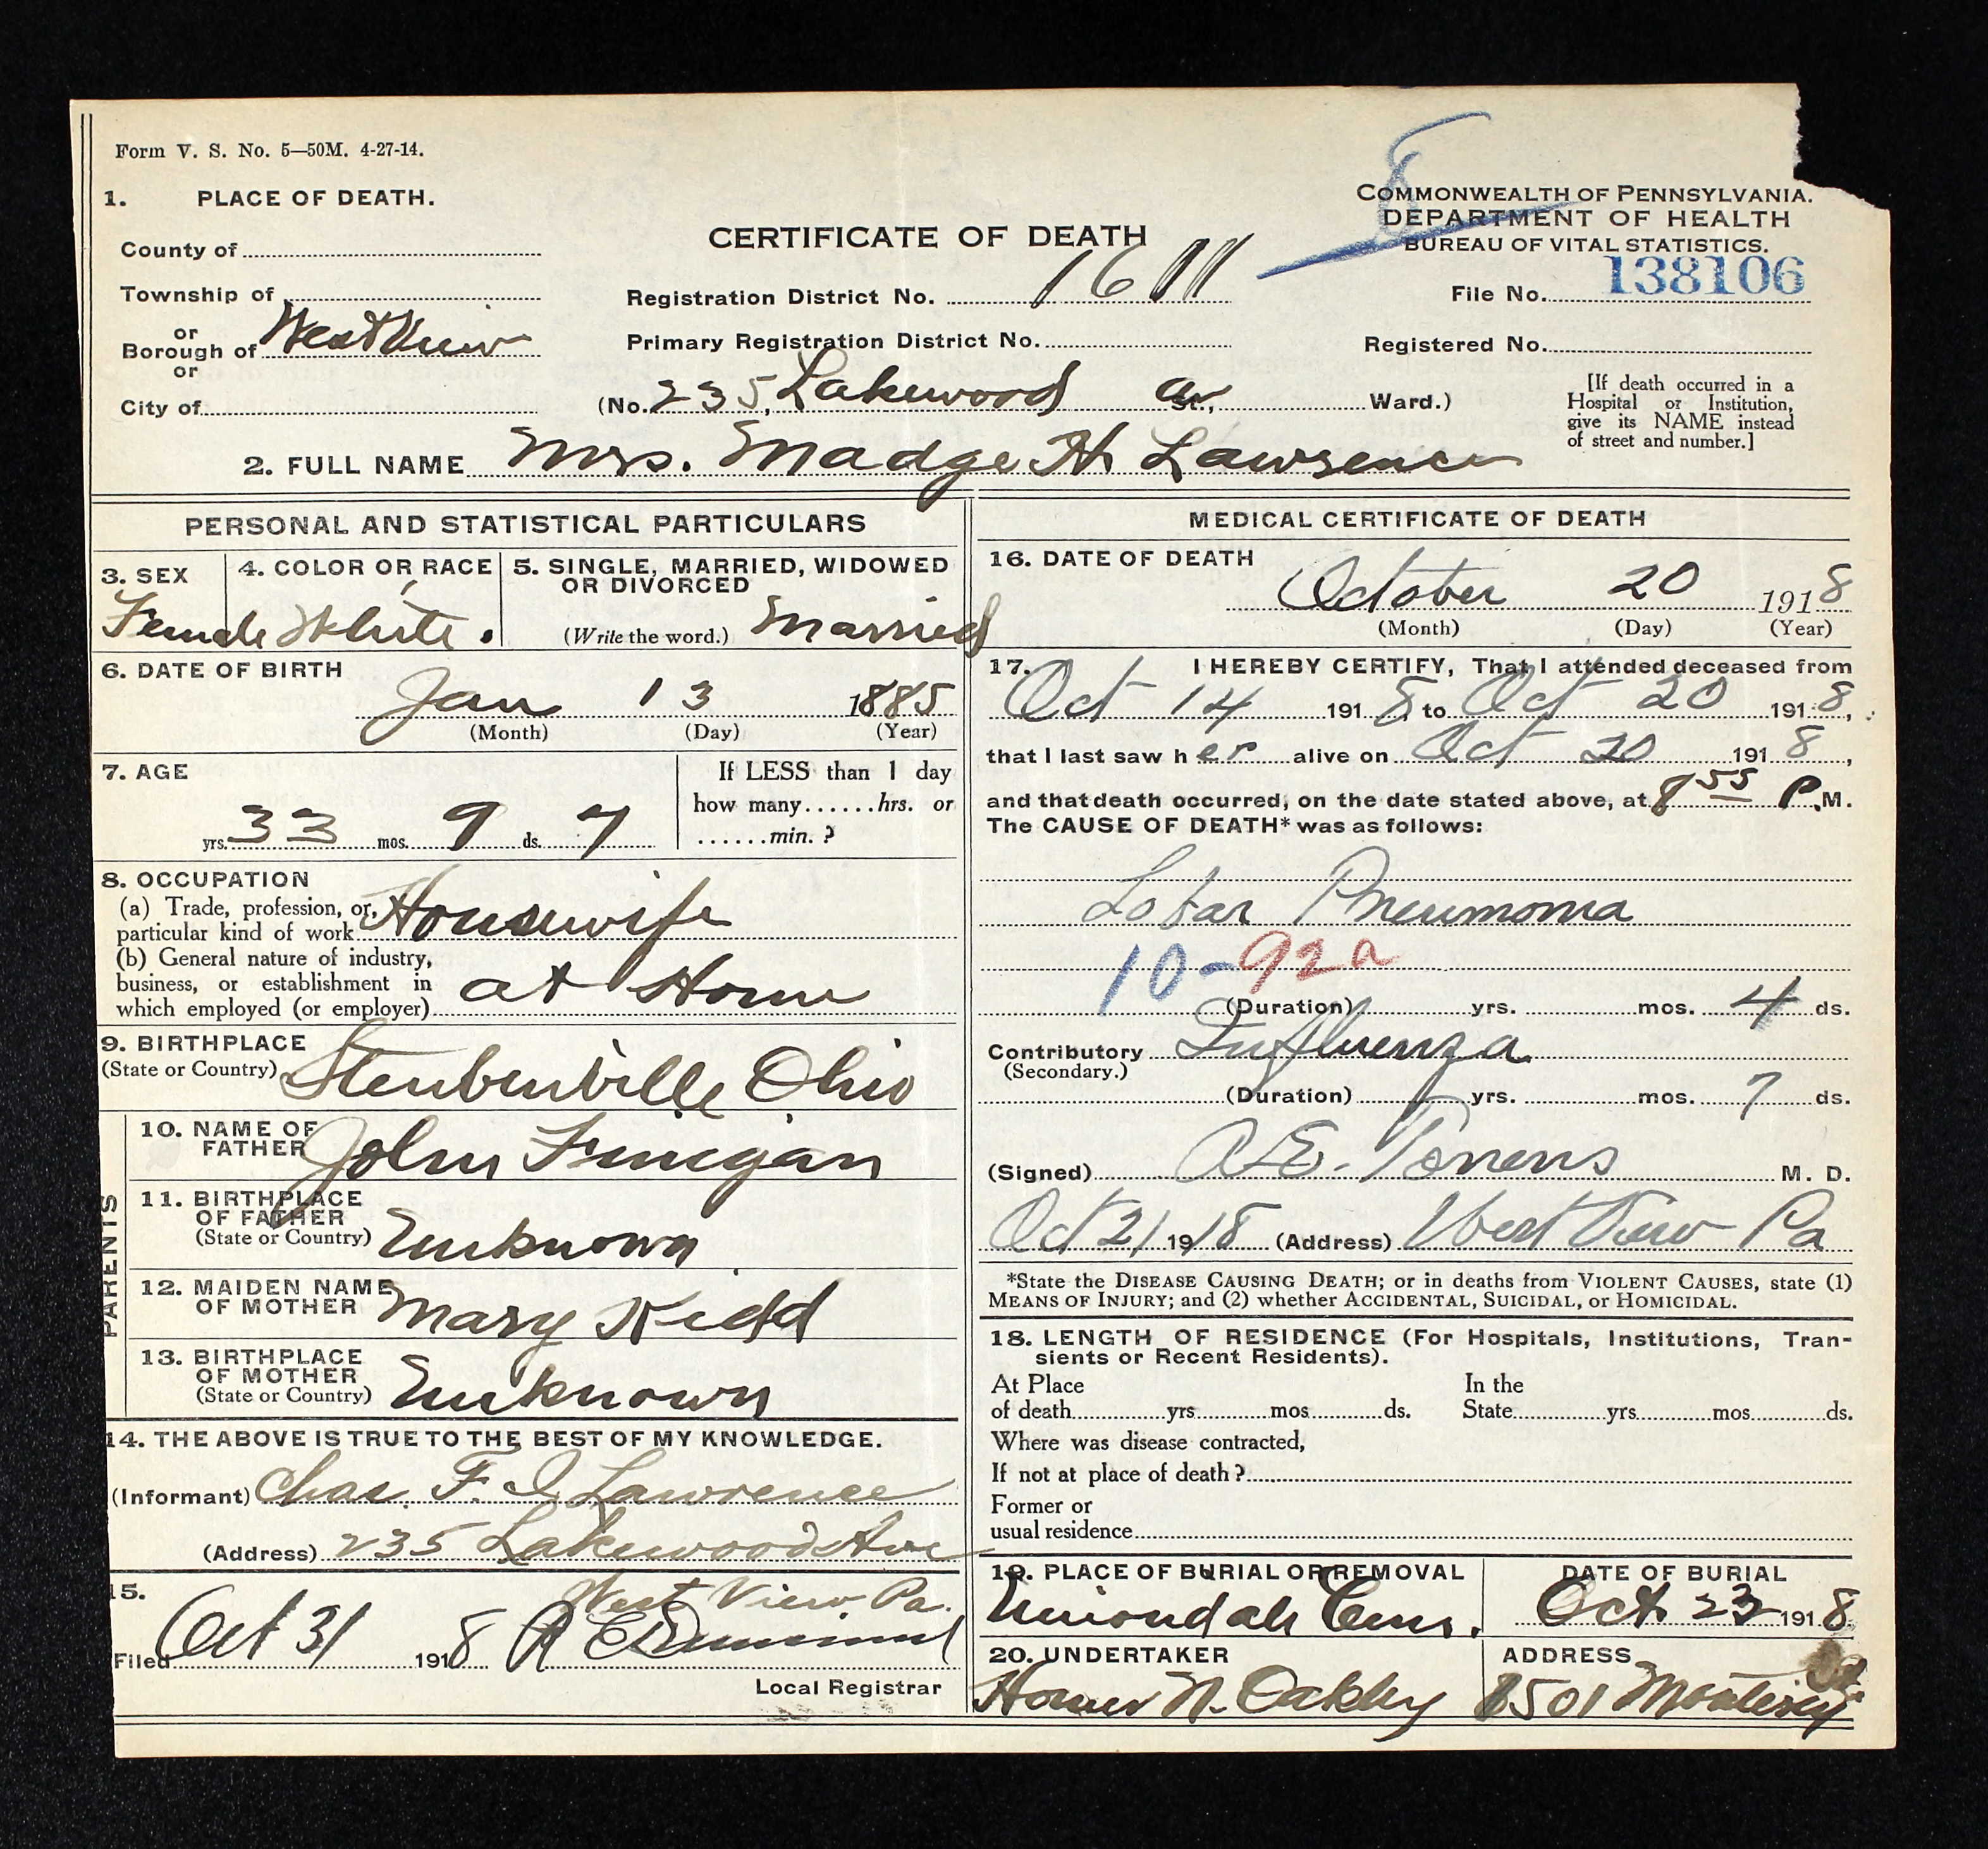 Form V. S. No. 5—50M. 4-27-14.
1. PLACE OF DEATH.
County of
Township of
or
Borough of West View
or
City of
CERTIFICATE OF DEATH
Registration District No. 1611
Primary Registration District No.
(No. 235, Lakewood Av St., Ward.)
COMMONWEALTH OF PENNSYLVANIA.
DEPARTMENT OF HEALTH
BUREAU OF VITAL STATISTICS.
File No. 138106
Registered No.
[If death occurred in a
Hospital or Institution,
give its NAME instead
of street and number.]
2. FULL NAME Mrs. Madge H. Lawrence
PERSONAL AND STATISTICAL PARTICULARS
3. SEX
Female
4. COLOR OR RACE
White.
5. SINGLE, MARRIED, WIDOWED
OR DIVORCED
(Write the word.) Married
6. DATE OF BIRTH
Jan 13 1885
(Month) (Day) (Year)
7. AGE
yrs. 33 mos. 9 ds. 7
If LESS than 1 day
how many......hrs. or
......min. ?
8. OCCUPATION
(a) Trade, profession, or
particular kind of work Housewife
(b) General nature of industry,
business, or establishment in
which employed (or employer) at Home
9. BIRTHPLACE
(State or Country) Steubenville Ohio
PARENTS
10. NAME OF
FATHER John Finigan
11. BIRTHPLACE
OF FATHER
(State or Country) Unknown
12. MAIDEN NAME
OF MOTHER Mary Kidd
13. BIRTHPLACE
OF MOTHER
(State or Country) Unknown
14. THE ABOVE IS TRUE TO THE BEST OF MY KNOWLEDGE.
(Informant) Chas. F. I Lawrence
(Address) 235 Lakewood Ave
West View Pa.
15.
Filed Oct 31 1918
Local Registrar
MEDICAL CERTIFICATE OF DEATH
16. DATE OF DEATH
October 20 1918
(Month) (Day) (Year)
17. I HEREBY CERTIFY, That I attended deceased from
Oct 14 1918, to Oct 20 1918,
that I last saw her alive on Oct 20 1918,
and that death occurred, on the date stated above, at 8 55 P.M.
The CAUSE OF DEATH* was as follows:
Lobar Pneumonia
10-92a
(Duration) yrs. mos. 4 ds.
Contributory Influenza
(Secondary.)
(Duration) yrs. mos. 7 ds.
(Signed) M. D.
Oct 21 1918 (Address) West View Pa
*State the DISEASE CAUSING DEATH; or in deaths from VIOLENT CAUSES, state (1)
MEANS OF INJURY; and (2) whether ACCIDENTAL, SUICIDAL, or HOMICIDAL.
18. LENGTH OF RESIDENCE (For Hospitals, Institutions, Tran-
sients or Recent Residents).
At Place
of death yrs mos ds.
In the
State yrs mos ds.
Where was disease contracted,
If not at place of death?
Former or
usual residence
19. PLACE OF BURIAL OR REMOVAL
Uniondale Cem.
DATE OF BURIAL
Oct. 23 1918
20. UNDERTAKER
Homer N. Oakley
ADDRESS
1501 Monterey St.